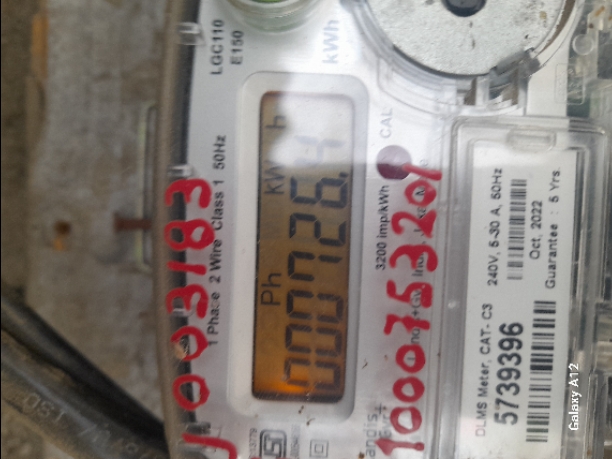 LGC110
E150
kWh
1 Phase 2 Wire Class 1 50Hz
J003183
Ph kW h
000726.4
CAL
3200 imp/kWh
1000753201
DLMS Meter, CAT- C3 240V, 5-30 A, 50Hz
5739396
Oct, 2022
Guarantee : 5 Yrs.
Galaxy A12